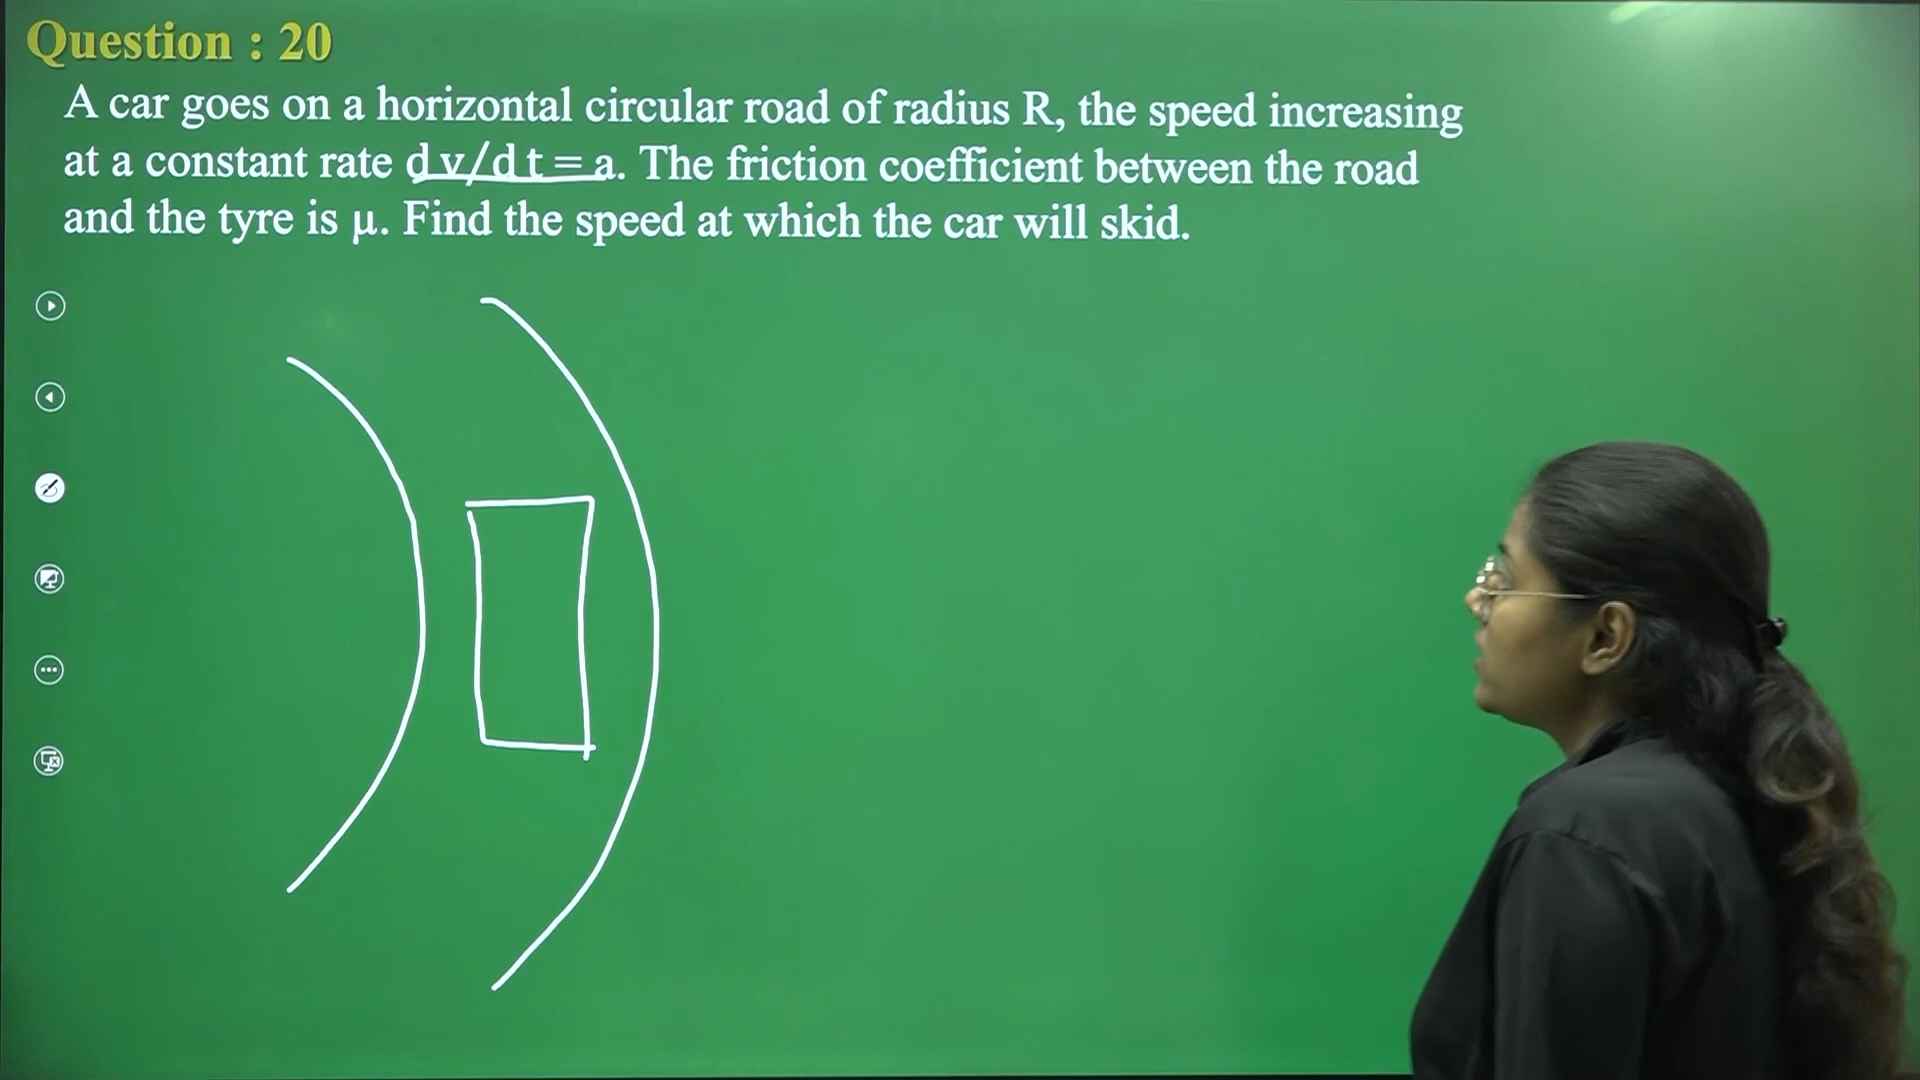 Question : 20
A car goes on a horizontal circular road of radius R, the speed increasing
at a constant rate dv/dt = a. The friction coefficient between the road
and the tyre is μ. Find the speed at which the car will skid.